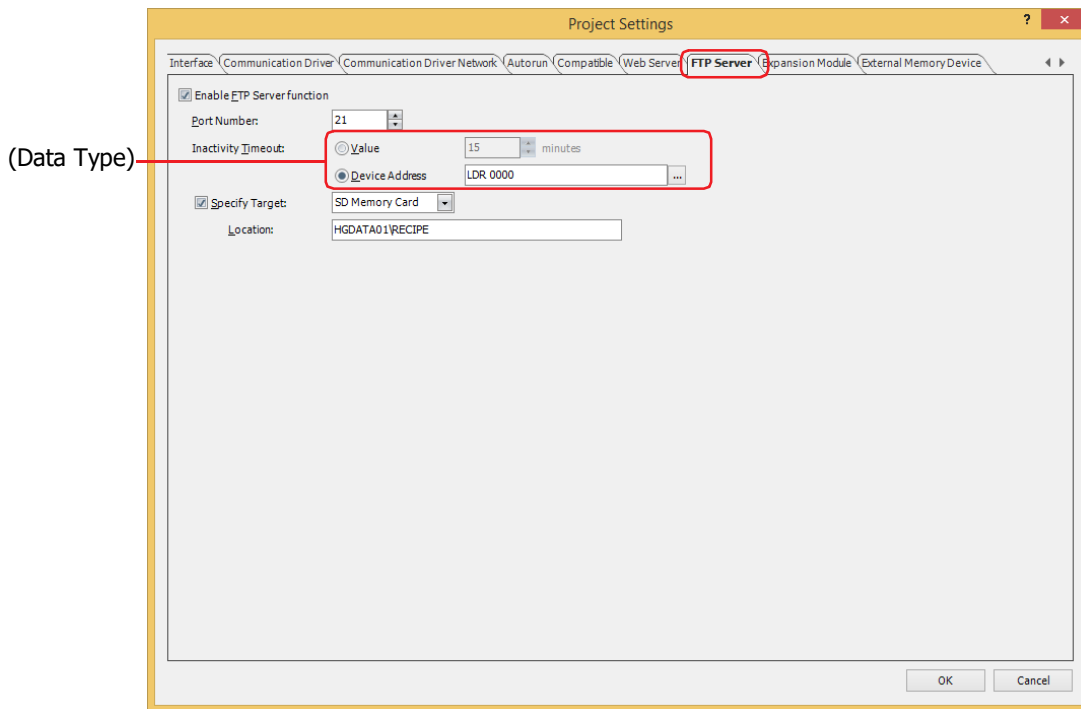 Project Settings
?
×
Interface Communication Driver Communication Driver Network Autorun Compatible Web Server FTP Server Expansion Module External Memory Device
Enable FTP Server function
Port Number: 21
Inactivity Timeout: Value 15 minutes
(Data Type)
Device Address LDR 0000 ...
Specify Target: SD Memory Card
Location: HGDATA01\RECIPE
OK Cancel